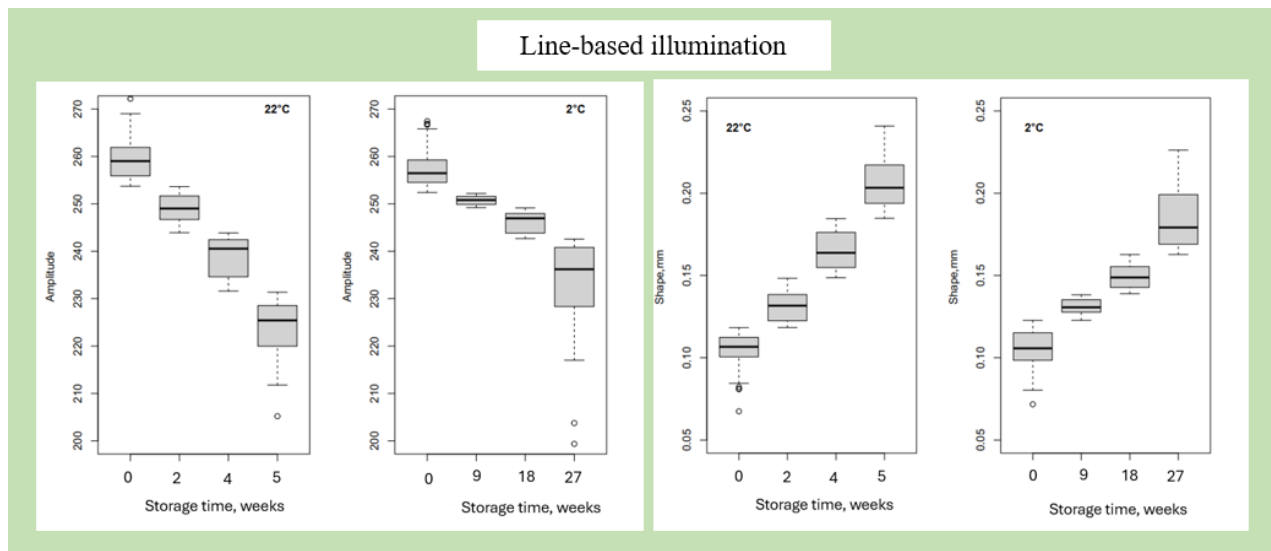 Line-based illumination
22°C
Amplitude
270
260
250
240
230
220
210
200
0 2 4 5
Storage time, weeks
2°C
Amplitude
270
260
250
240
230
220
210
200
0 9 18 27
Storage time, weeks
22°C
Shape,mm
0.25
0.20
0.15
0.10
0.05
0 2 4 5
Storage time, weeks
2°C
Shape,mm
0.25
0.20
0.15
0.10
0.05
0 9 18 27
Storage time, weeks